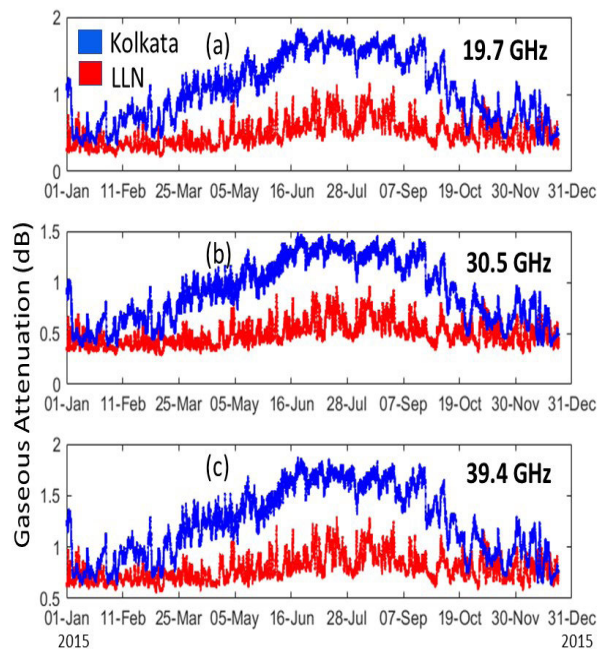 Gaseous Attenuation (dB)
2
1
0
Kolkata
LLN
(a)
19.7 GHz
01-Jan 11-Feb 25-Mar 05-May 16-Jun 28-Jul 07-Sep 19-Oct 30-Nov 31-Dec
1.5
1
0.5
0
(b)
30.5 GHz
01-Jan 11-Feb 25-Mar 05-May 16-Jun 28-Jul 07-Sep 19-Oct 30-Nov 31-Dec
2
1.5
1
0.5
(c)
39.4 GHz
01-Jan 11-Feb 25-Mar 05-May 16-Jun 28-Jul 07-Sep 19-Oct 30-Nov 31-Dec
2015 2015